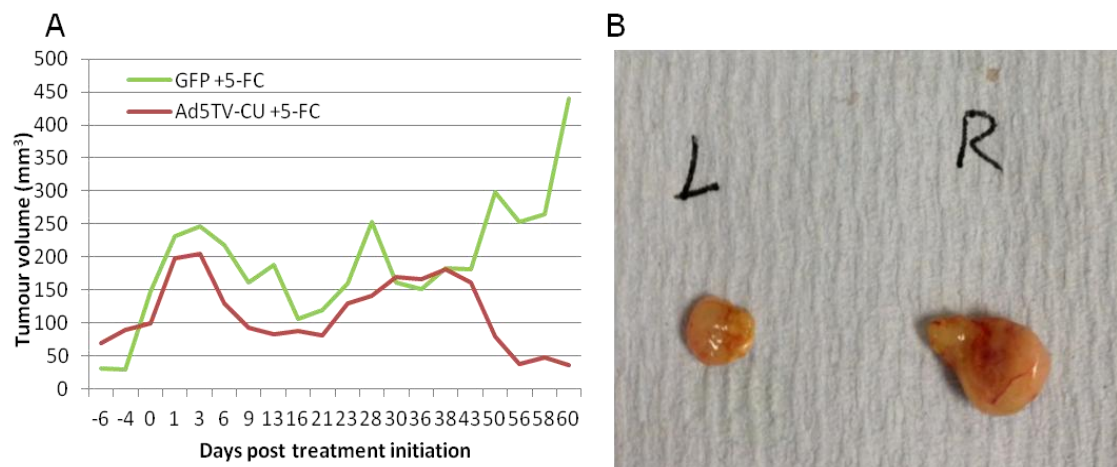 A
B
500
450
400
350
300
250
200
150
100
50
0
GFP +5-FC
Ad5TV-CU +5-FC
Tumour volume (mm³)
-6 -4 0 1 3 6 9 13 16 21 23 28 30 36 38 43 50 56 58 60
Days post treatment initiation
L
R